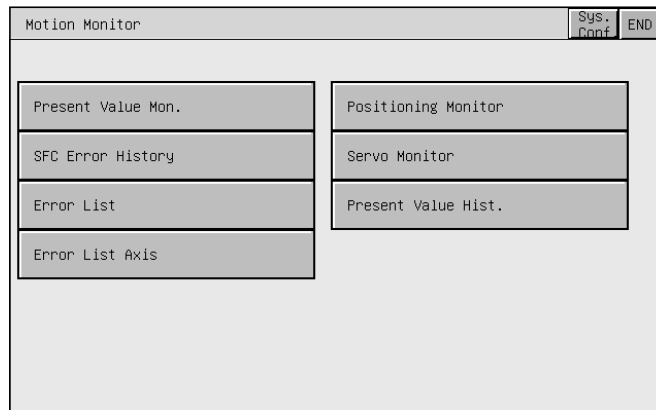 Motion Monitor
Sys.
Conf
END
Present Value Mon.
Positioning Monitor
SFC Error History
Servo Monitor
Error List
Present Value Hist.
Error List Axis